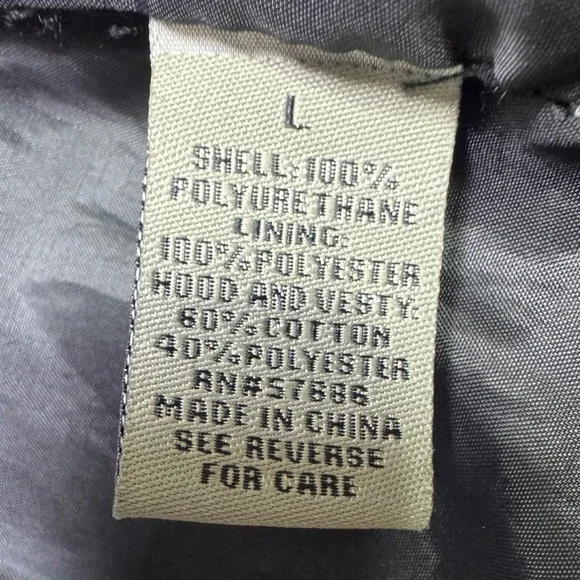 L
SHELL: 100%
POLYURETHANE
LINING:
100% POLYESTER
HOOD AND VESTY:
60% COTTON
40% POLYESTER
RN#57686
MADE IN CHINA
SEE REVERSE
FOR CARE